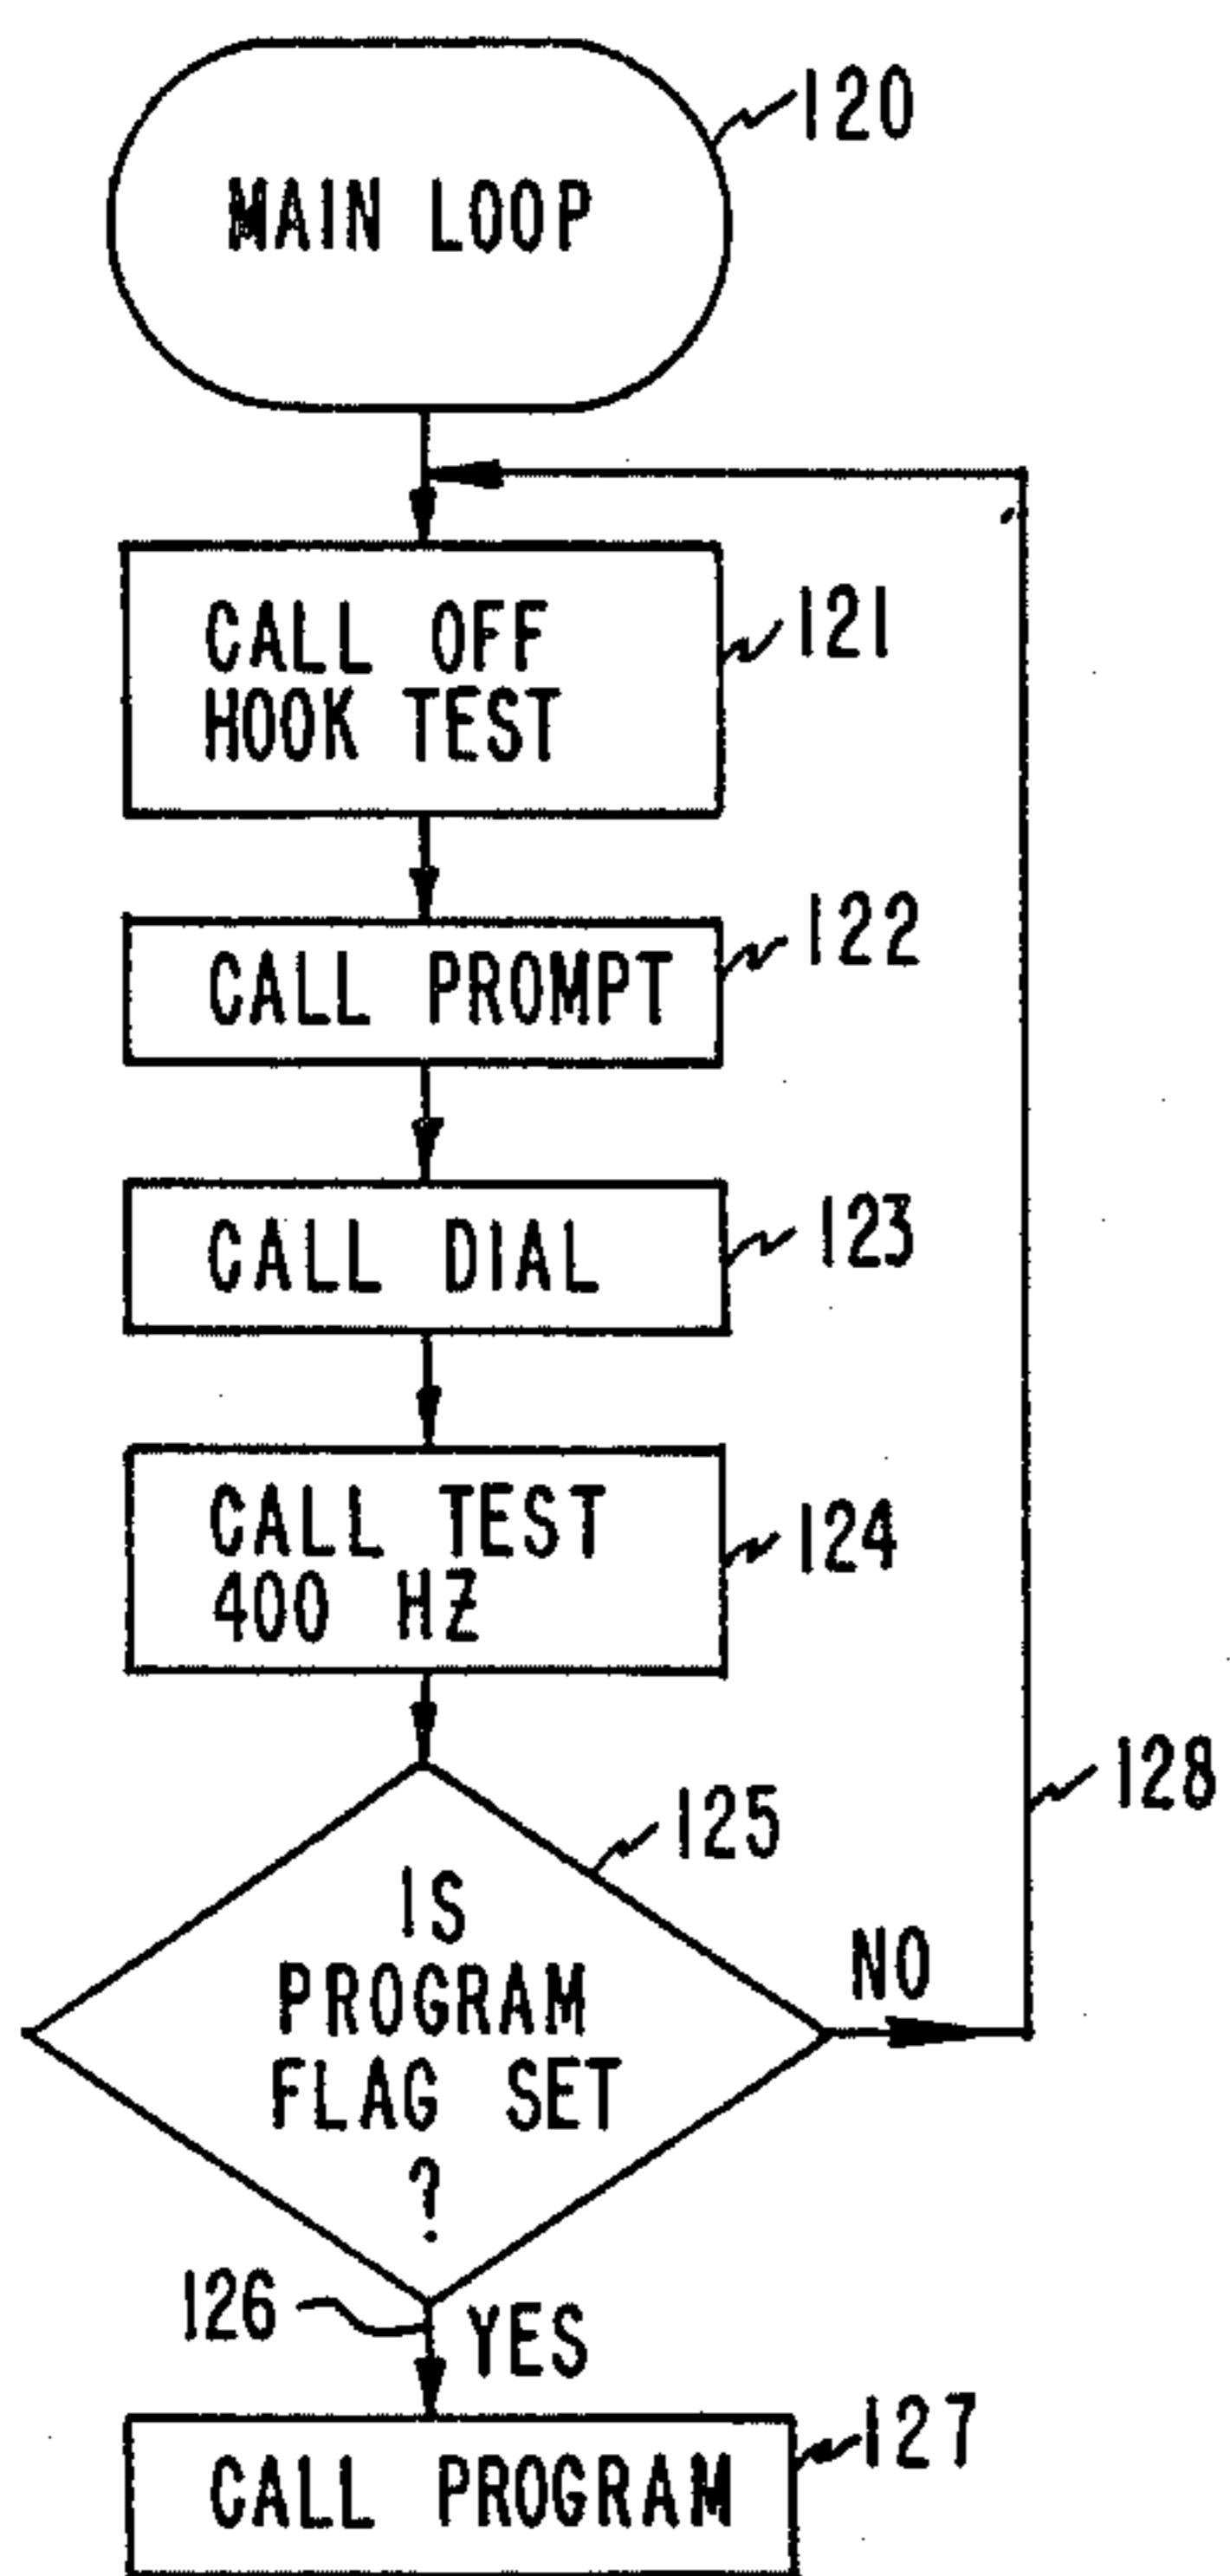 120
MAIN LOOP
CALL OFF
HOOK TEST
121
CALL PROMPT
122
CALL DIAL
123
CALL TEST
400 HZ
124
125
IS
PROGRAM
FLAG SET
?
NO
128
126
YES
CALL PROGRAM
127